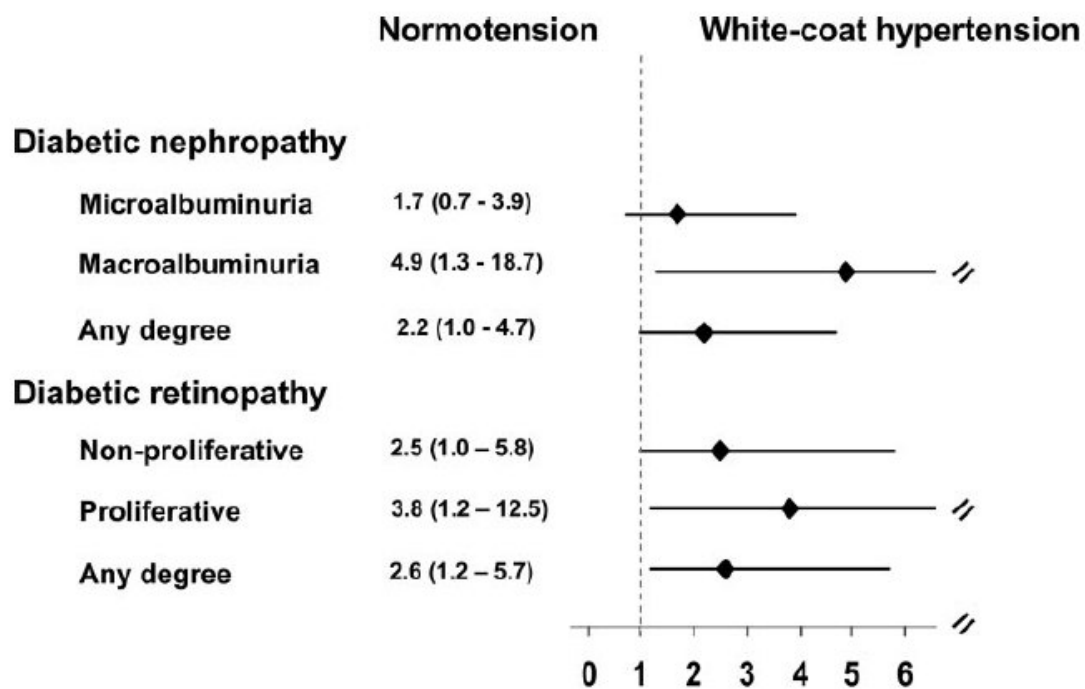 Normotension White-coat hypertension
Diabetic nephropathy
Microalbuminuria 1.7 (0.7 - 3.9)
Macroalbuminuria 4.9 (1.3 - 18.7)
Any degree 2.2 (1.0 - 4.7)
Diabetic retinopathy
Non-proliferative 2.5 (1.0 – 5.8)
Proliferative 3.8 (1.2 – 12.5)
Any degree 2.6 (1.2 – 5.7)
0 1 2 3 4 5 6